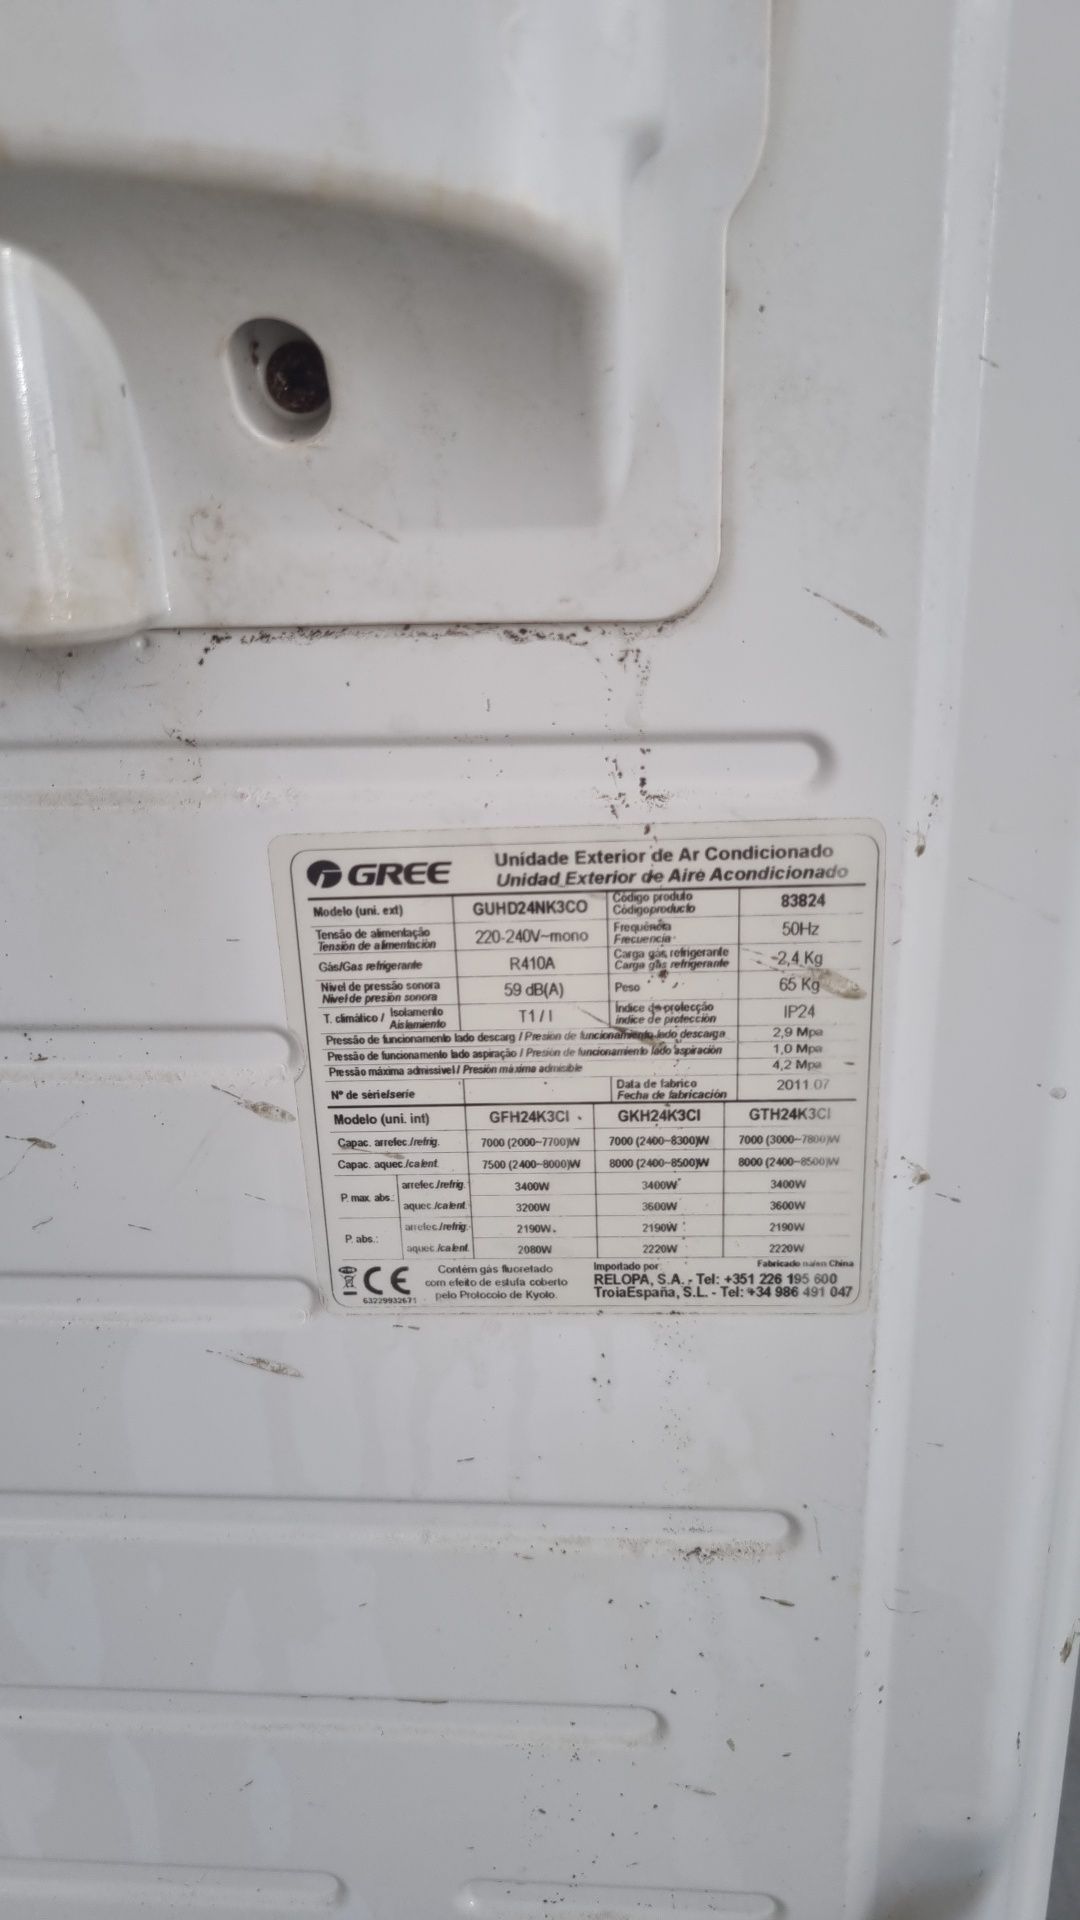 GREE
Unidade Exterior de Ar Condicionado
Unidad Exterior de Aire Acondicionado
Modelo (uni. ext) GUHD24NK3CO Código produto 83824
Códigoproducto
Tensão de alimentação 220-240V~mono Frequência 50Hz
Tensión de alimentación Frecuencia
Gás/Gas refrigerante R410A Carga gás refrigerante 2,4 Kg
Carga gás refrigerante
Nível de pressão sonora 59 dB(A) Peso 65 Kg
Nivel de presión sonora
T. climático / Isolamento T1 / I Índice de protecção IP24
Aislamiento índice de protección
Pressão de funcionamento lado descarg / Presion de funcionamiento lado descarga 2,9 Mpa
Pressão de funcionamento lado aspiração / Presion de funcionamiento lado aspiración 1,0 Mpa
Pressão máxima admissivel / Presión máxima admisible 4,2 Mpa
Nº de série/serie Data de fabrico 2011 07
Fecha de fabricación
Modelo (uni. int) GFH24K3CI GKH24K3CI GTH24K3CI
Capac. arrefec./refrig. 7000 (2000~7700)W 7000 (2400~8300)W 7000 (3000~7800)W
Capac. aquec./calent. 7500 (2400~8000)W 8000 (2400~8500)W 8000 (2400~8500)W
P. max. abs.: arrefec./refrig. 3400W 3400W 3400W
aquec./calent. 3200W 3600W 3600W
P. abs.: arrefec./refrig. 2190W 2190W 2190W
aquec./calent. 2080W 2220W 2220W
CE
63229932671
Contém gás fluoretado
com efeito de estufa coberto
pelo Protocolo de Kyoto.
Importado por: Fabricado na/en China
RELOPA, S.A. - Tel: +351 226 195 600
TroiaEspaña, S.L. - Tel: +34 986 491 047